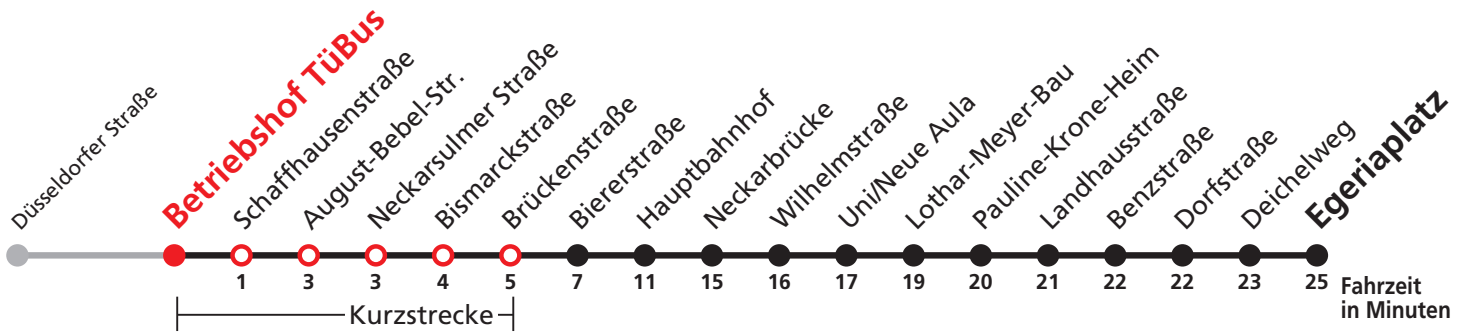 Düsseldorfer Straße
Betriebshof TüBus
Schaffhausenstraße
August-Bebel-Str.
Neckarsulmer Straße
Bismarckstraße
Brückenstraße
Biererstraße
Hauptbahnhof
Neckarbrücke
Wilhelmstraße
Uni/Neue Aula
Lothar-Meyer-Bau
Pauline-Krone-Heim
Landhausstraße
Benzstraße
Dorfstraße
Deichelweg
Egeriaplatz
1 3 3 4 5 7 11 15 16 17 19 20 21 22 22 23 25 Fahrzeit
in Minuten
Kurzstrecke